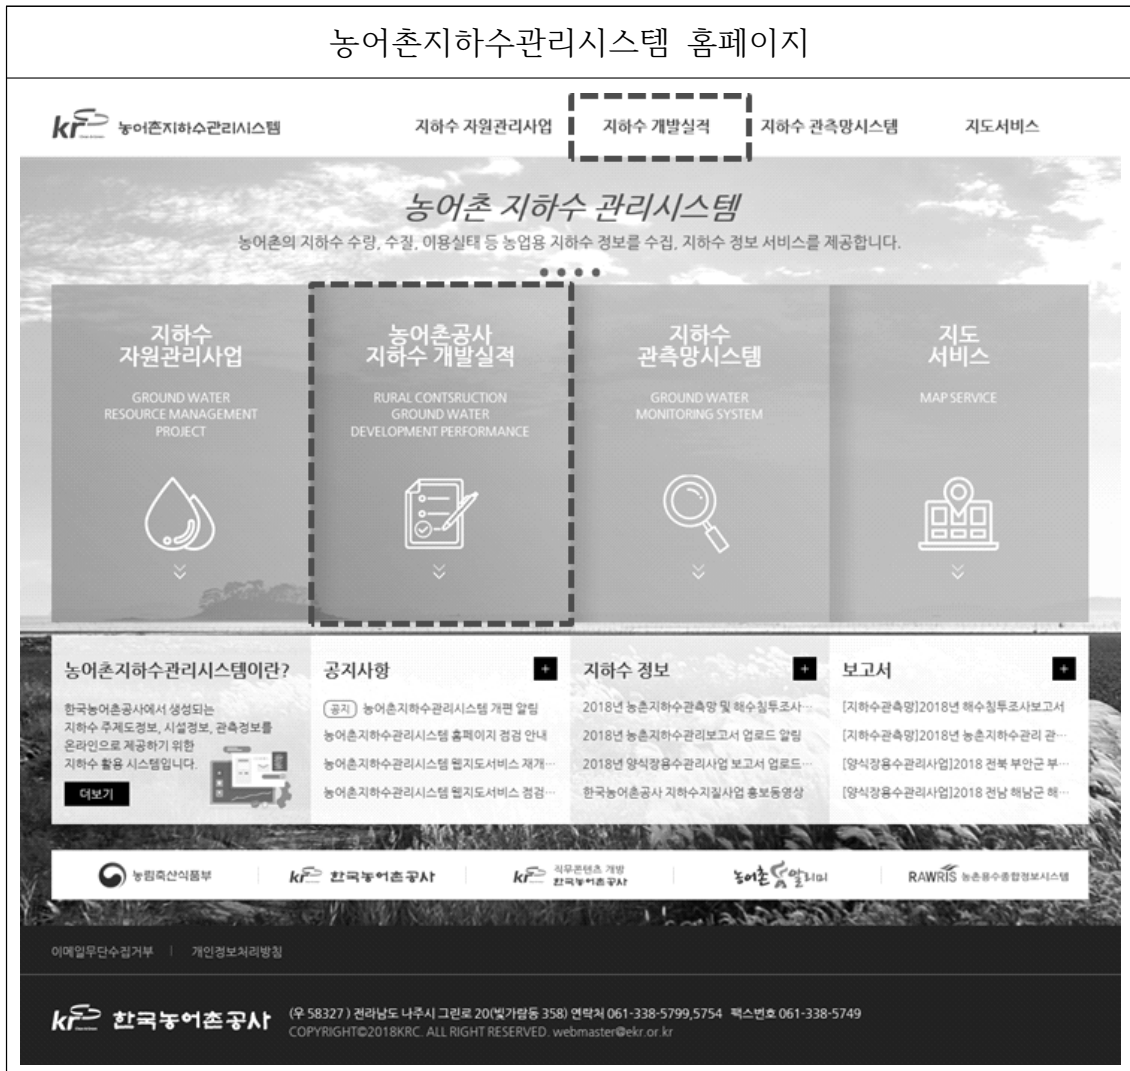 농어촌지하수관리시스템 홈페이지
kr 농어촌지하수관리시스템
지하수 자원관리사업
지하수 개발실적
지하수 관측망시스템
지도서비스
농어촌 지하수 관리시스템
농어촌의 지하수 수량, 수질, 이용실태 등 농업용 지하수 정보를 수집, 지하수 정보 서비스를 제공합니다.
지하수
자원관리사업
GROUND WATER
RESOURCE MANAGEMENT
PROJECT
농어촌공사
지하수 개발실적
RURAL CONTSRUCTION
GROUND WATER
DEVELOPMENT PERFORMANCE
지하수
관측망시스템
GROUND WATER
MONITORING SYSTEM
지도
서비스
MAP SERVICE
농어촌지하수관리시스템이란?
한국농어촌공사에서 생성되는
지하수 주제도정보, 시설정보, 관측정보를
온라인으로 제공하기 위한
지하수 활용 시스템입니다.
더보기
공지사항 +
공지 농어촌지하수관리시스템 개편 알림
농어촌지하수관리시스템 홈페이지 점검 안내
농어촌지하수관리시스템 웹지도서비스 재개…
농어촌지하수관리시스템 웹지도서비스 점검…
지하수 정보 +
2018년 농촌지하수관측망 및 해수침투조사…
2018년 농촌지하수관리보고서 업로드 알림
2018년 양식장용수관리사업 보고서 업로드…
한국농어촌공사 지하수지질사업 홍보동영상
보고서 +
[지하수관측망]2018년 해수침투조사보고서
[지하수관측망]2018년 농촌지하수관리 관…
[양식장용수관리사업]2018 전북 부안군 부…
[양식장용수관리사업]2018 전남 해남군 해…
농림축산식품부
kr 한국농어촌공사
kr 직무콘텐츠 개발
한국농어촌공사
농어촌 알리미
RAWRIS 농촌용수종합정보시스템
이메일무단수집거부 | 개인정보처리방침
kr 한국농어촌공사
(우 58327 ) 전라남도 나주시 그린로 20(빛가람동 358) 연락처 061-338-5799,5754 팩스번호 061-338-5749
COPYRIGHT©2018KRC. ALL RIGHT RESERVED. webmaster@ekr.or.kr